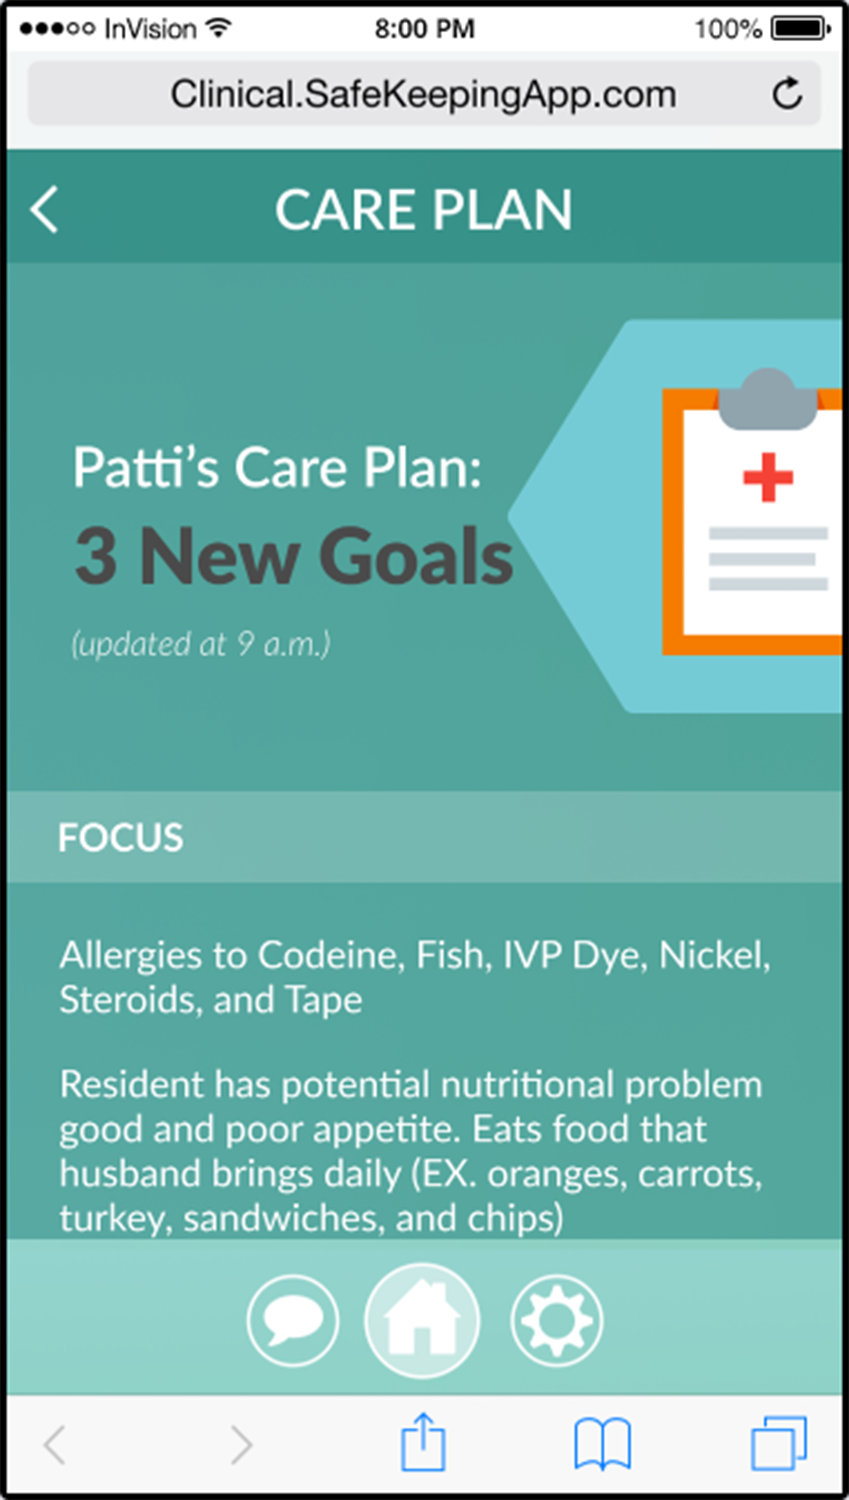 InVision 8:00 PM 100%
Clinical.SafeKeepingApp.com
CARE PLAN
Patti's Care Plan:
3 New Goals
(updated at 9 a.m.)
FOCUS
Allergies to Codeine, Fish, IVP Dye, Nickel,
Steroids, and Tape
Resident has potential nutritional problem
good and poor appetite. Eats food that
husband brings daily (EX. oranges, carrots,
turkey, sandwiches, and chips)